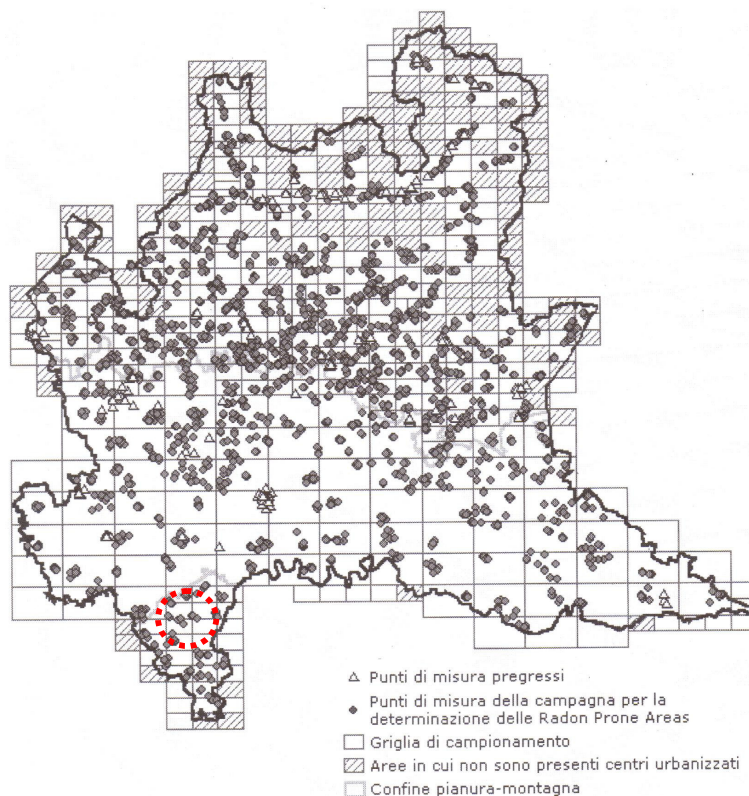 Punti di misura pregressi
Punti di misura della campagna per la
determinazione delle Radon Prone Areas
Griglia di campionamento
Aree in cui non sono presenti centri urbanizzati
Confine pianura-montagna